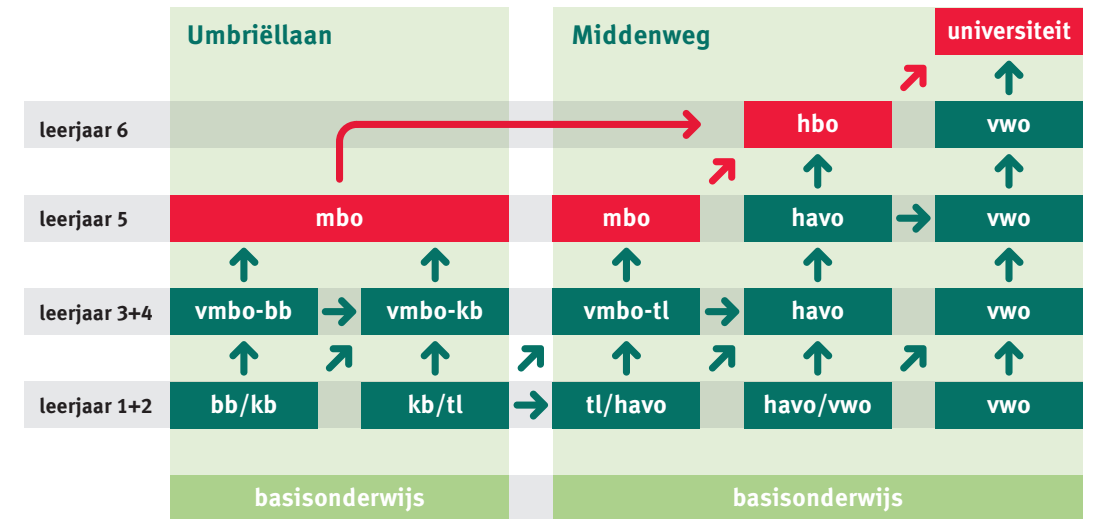 Umbriëllaan Middenweg universiteit
leerjaar 6 hbo vwo
leerjaar 5 mbo mbo havo vwo
leerjaar 3+4 vmbo-bb vmbo-kb vmbo-tl havo vwo
leerjaar 1+2 bb/kb kb/tl tl/havo havo/vwo vwo
basisonderwijs basisonderwijs